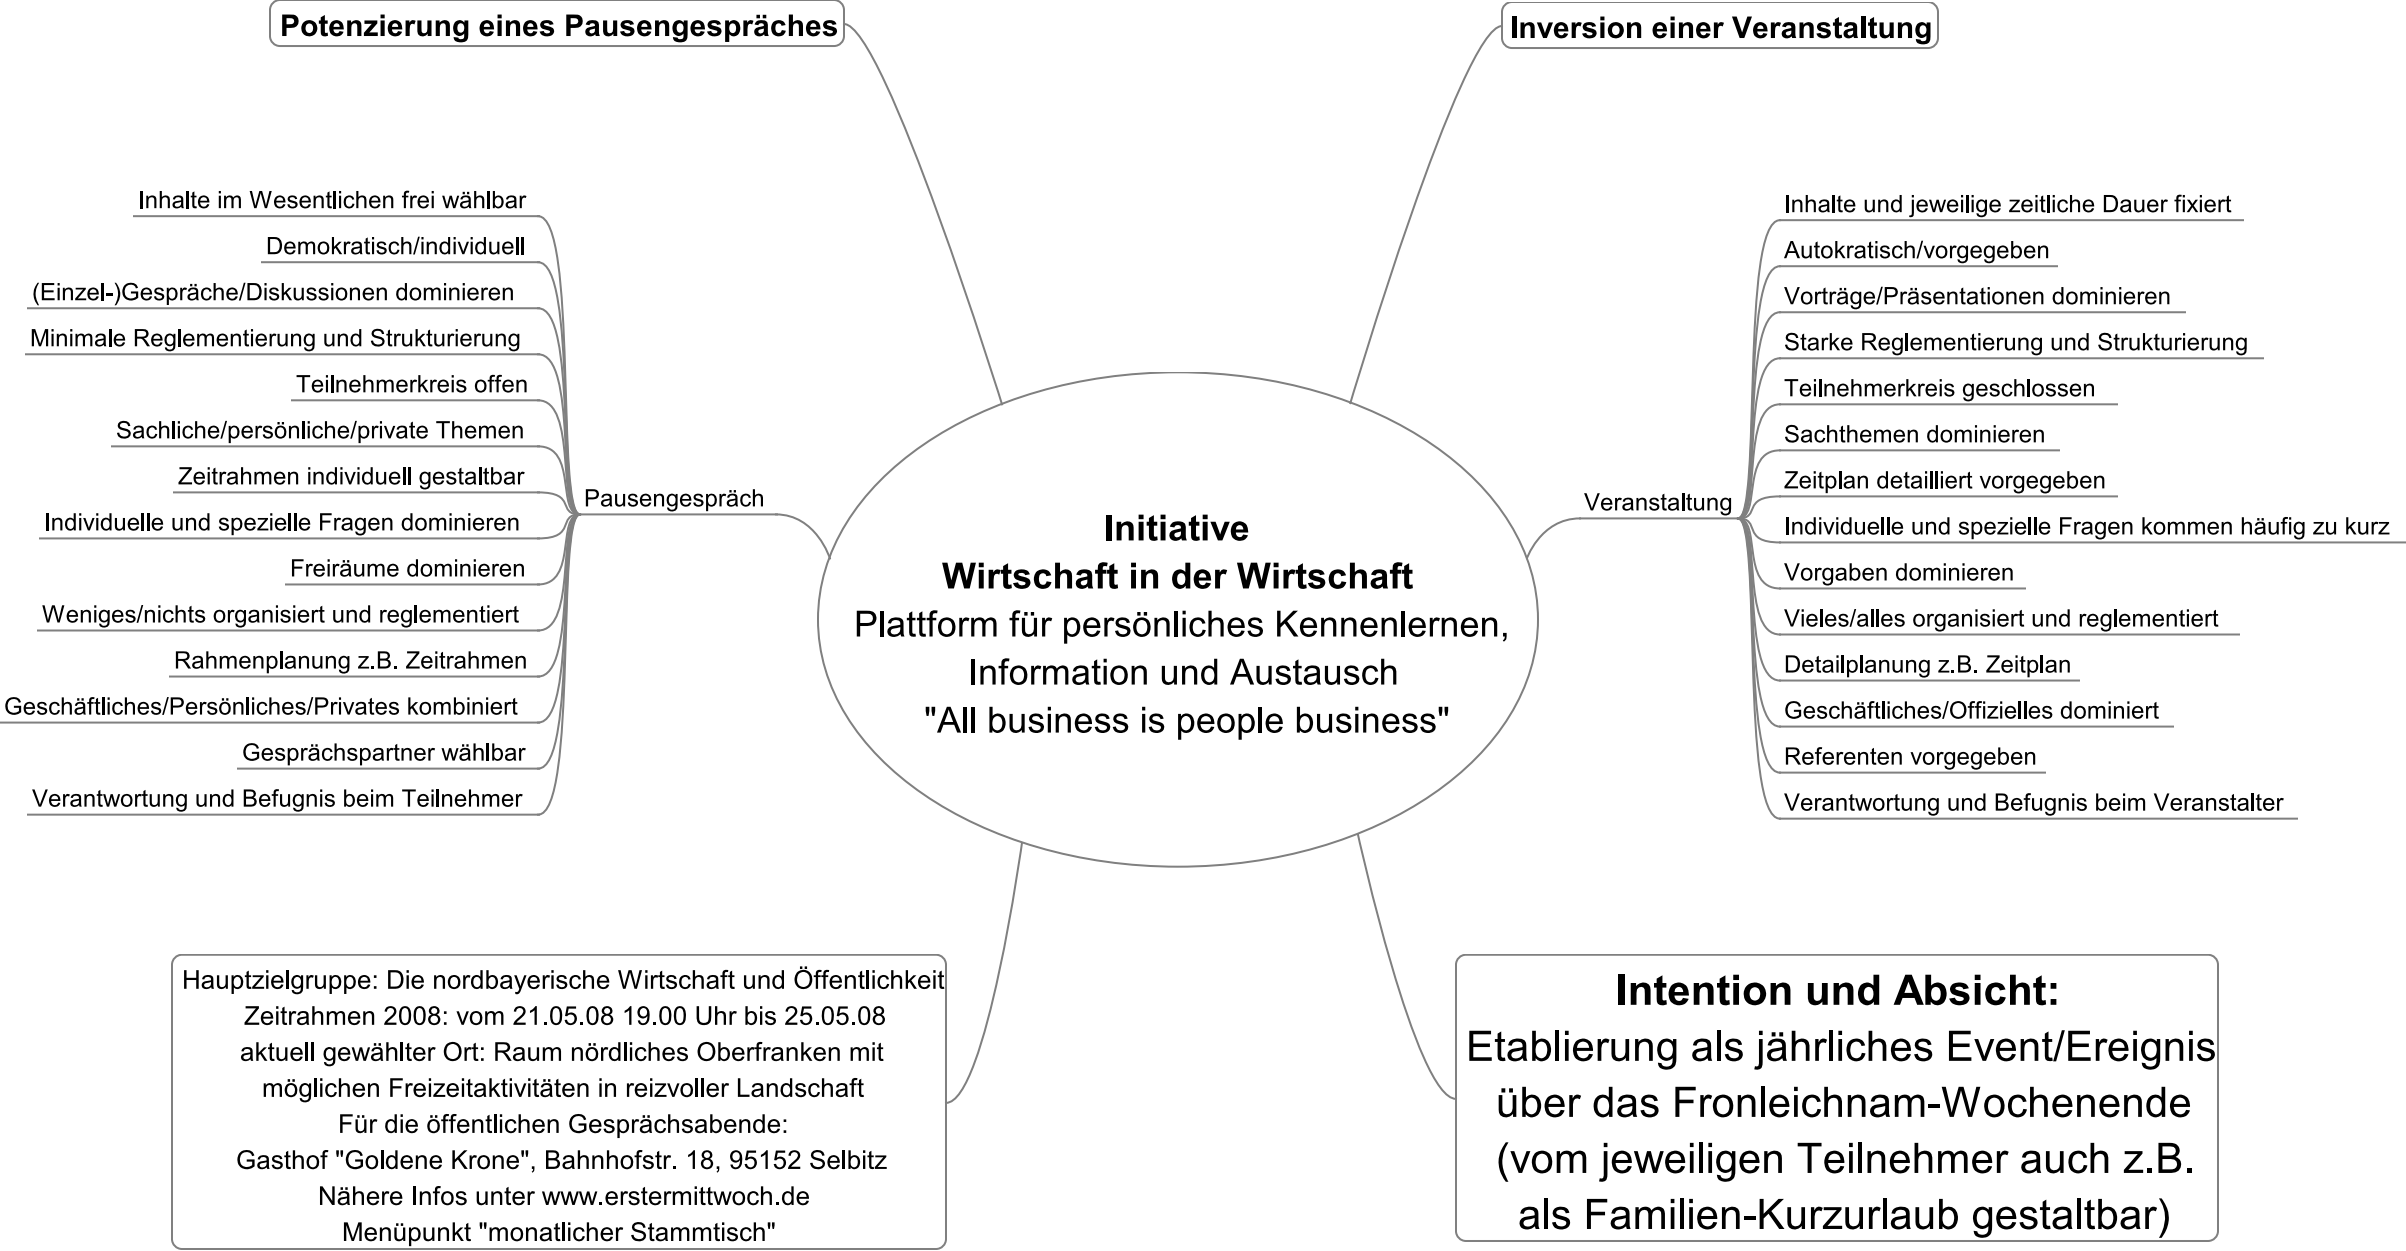 Potenzierung eines Pausengespräches
Inversion einer Veranstaltung
Inhalte im Wesentlichen frei wählbar
Demokratisch/individuell
(Einzel-)Gespräche/Diskussionen dominieren
Minimale Reglementierung und Strukturierung
Teilnehmerkreis offen
Sachliche/persönliche/private Themen
Zeitrahmen individuell gestaltbar
Individuelle und spezielle Fragen dominieren
Freiräume dominieren
Weniges/nichts organisiert und reglementiert
Rahmenplanung z.B. Zeitrahmen
Geschäftliches/Persönliches/Privates kombiniert
Gesprächspartner wählbar
Verantwortung und Befugnis beim Teilnehmer
Pausengespräch
Initiative
Wirtschaft in der Wirtschaft
Plattform für persönliches Kennenlernen,
Information und Austausch
"All business is people business"
Veranstaltung
Inhalte und jeweilige zeitliche Dauer fixiert
Autokratisch/vorgegeben
Vorträge/Präsentationen dominieren
Starke Reglementierung und Strukturierung
Teilnehmerkreis geschlossen
Sachthemen dominieren
Zeitplan detailliert vorgegeben
Individuelle und spezielle Fragen kommen häufig zu kurz
Vorgaben dominieren
Vieles/alles organisiert und reglementiert
Detailplanung z.B. Zeitplan
Geschäftliches/Offizielles dominiert
Referenten vorgegeben
Verantwortung und Befugnis beim Veranstalter
Hauptzielgruppe: Die nordbayerische Wirtschaft und Öffentlichkeit
Zeitrahmen 2008: vom 21.05.08 19.00 Uhr bis 25.05.08
aktuell gewählter Ort: Raum nördliches Oberfranken mit
möglichen Freizeitaktivitäten in reizvoller Landschaft
Für die öffentlichen Gesprächsabende:
Gasthof "Goldene Krone", Bahnhofstr. 18, 95152 Selbitz
Nähere Infos unter www.erstermittwoch.de
Menüpunkt "monatlicher Stammtisch"
Intention und Absicht:
Etablierung als jährliches Event/Ereignis
über das Fronleichnam-Wochenende
(vom jeweiligen Teilnehmer auch z.B.
als Familien-Kurzurlaub gestaltbar)